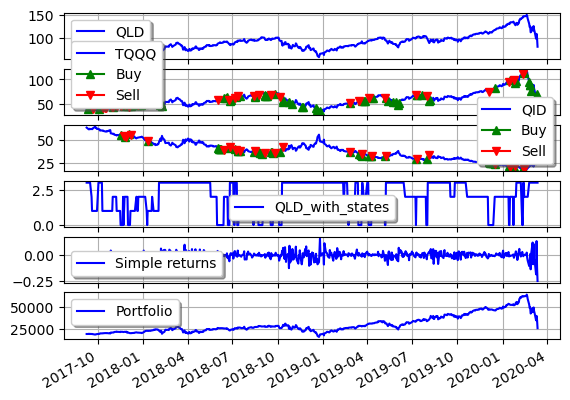 150
100
QLD
TQQQ
Buy
Sell
100
50
QID
Buy
Sell
50
25
2.5
0.0
QLD_with_states
0.00
−0.25
Simple returns
50000
25000
Portfolio
2017-10
2018-01
2018-04
2018-07
2018-10
2019-01
2019-04
2019-07
2019-10
2020-01
2020-04